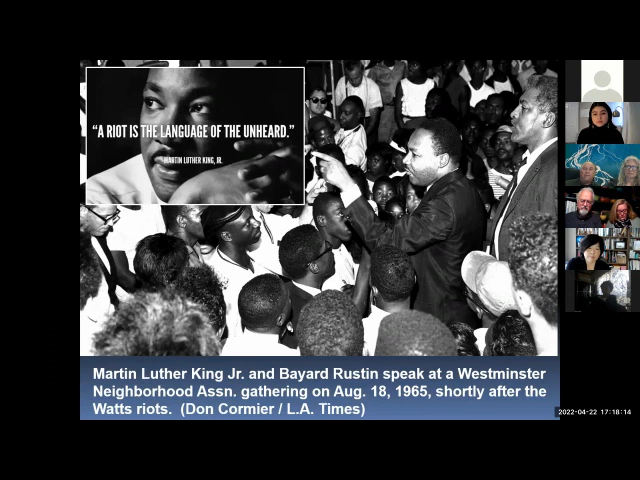 “A RIOT IS THE LANGUAGE OF THE UNHEARD.”
MARTIN LUTHER KING, JR.
Martin Luther King Jr. and Bayard Rustin speak at a Westminster
Neighborhood Assn. gathering on Aug. 18, 1965, shortly after the
Watts riots.  (Don Cormier / L.A. Times)
2022-04-22 17:18:14